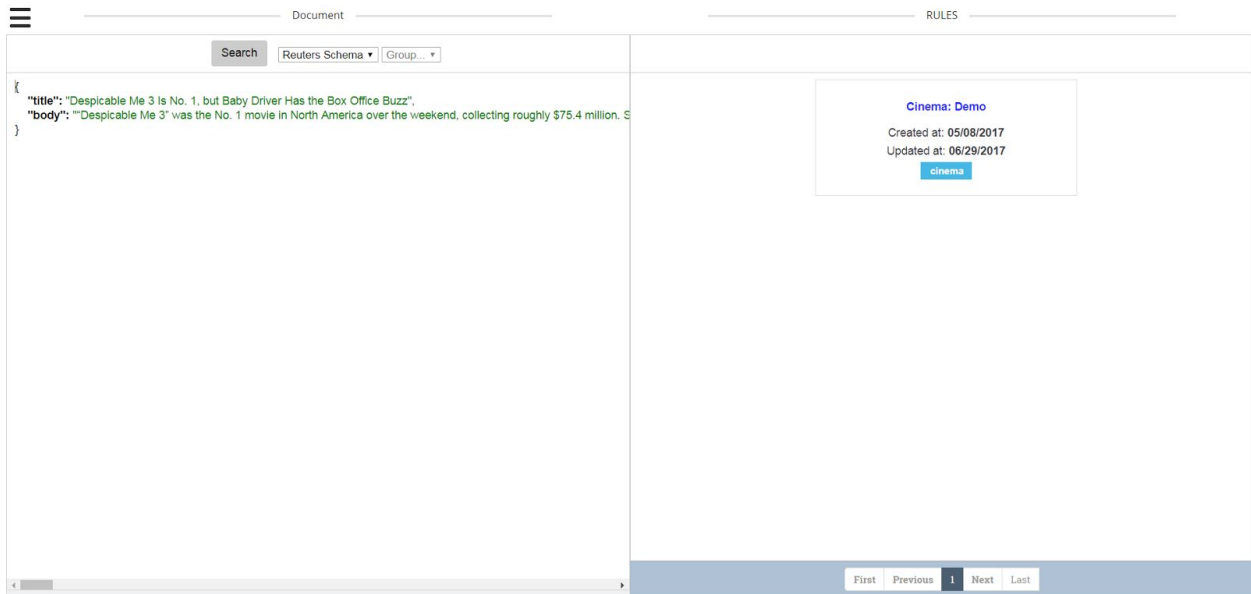 Document
RULES
Search
Reuters Schema
Group...
{
"title": "Despicable Me 3 Is No. 1, but Baby Driver Has the Box Office Buzz",
"body": "“Despicable Me 3” was the No. 1 movie in North America over the weekend, collecting roughly $75.4 million. S
}
Cinema: Demo
Created at: 05/08/2017
Updated at: 06/29/2017
cinema
First Previous 1 Next Last